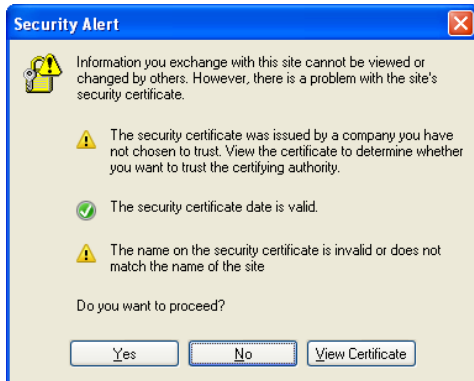 Security Alert
Information you exchange with this site cannot be viewed or
changed by others. However, there is a problem with the site's
security certificate.
The security certificate was issued by a company you have
not chosen to trust. View the certificate to determine whether
you want to trust the certifying authority.
The security certificate date is valid.
The name on the security certificate is invalid or does not
match the name of the site
Do you want to proceed?
Yes No View Certificate